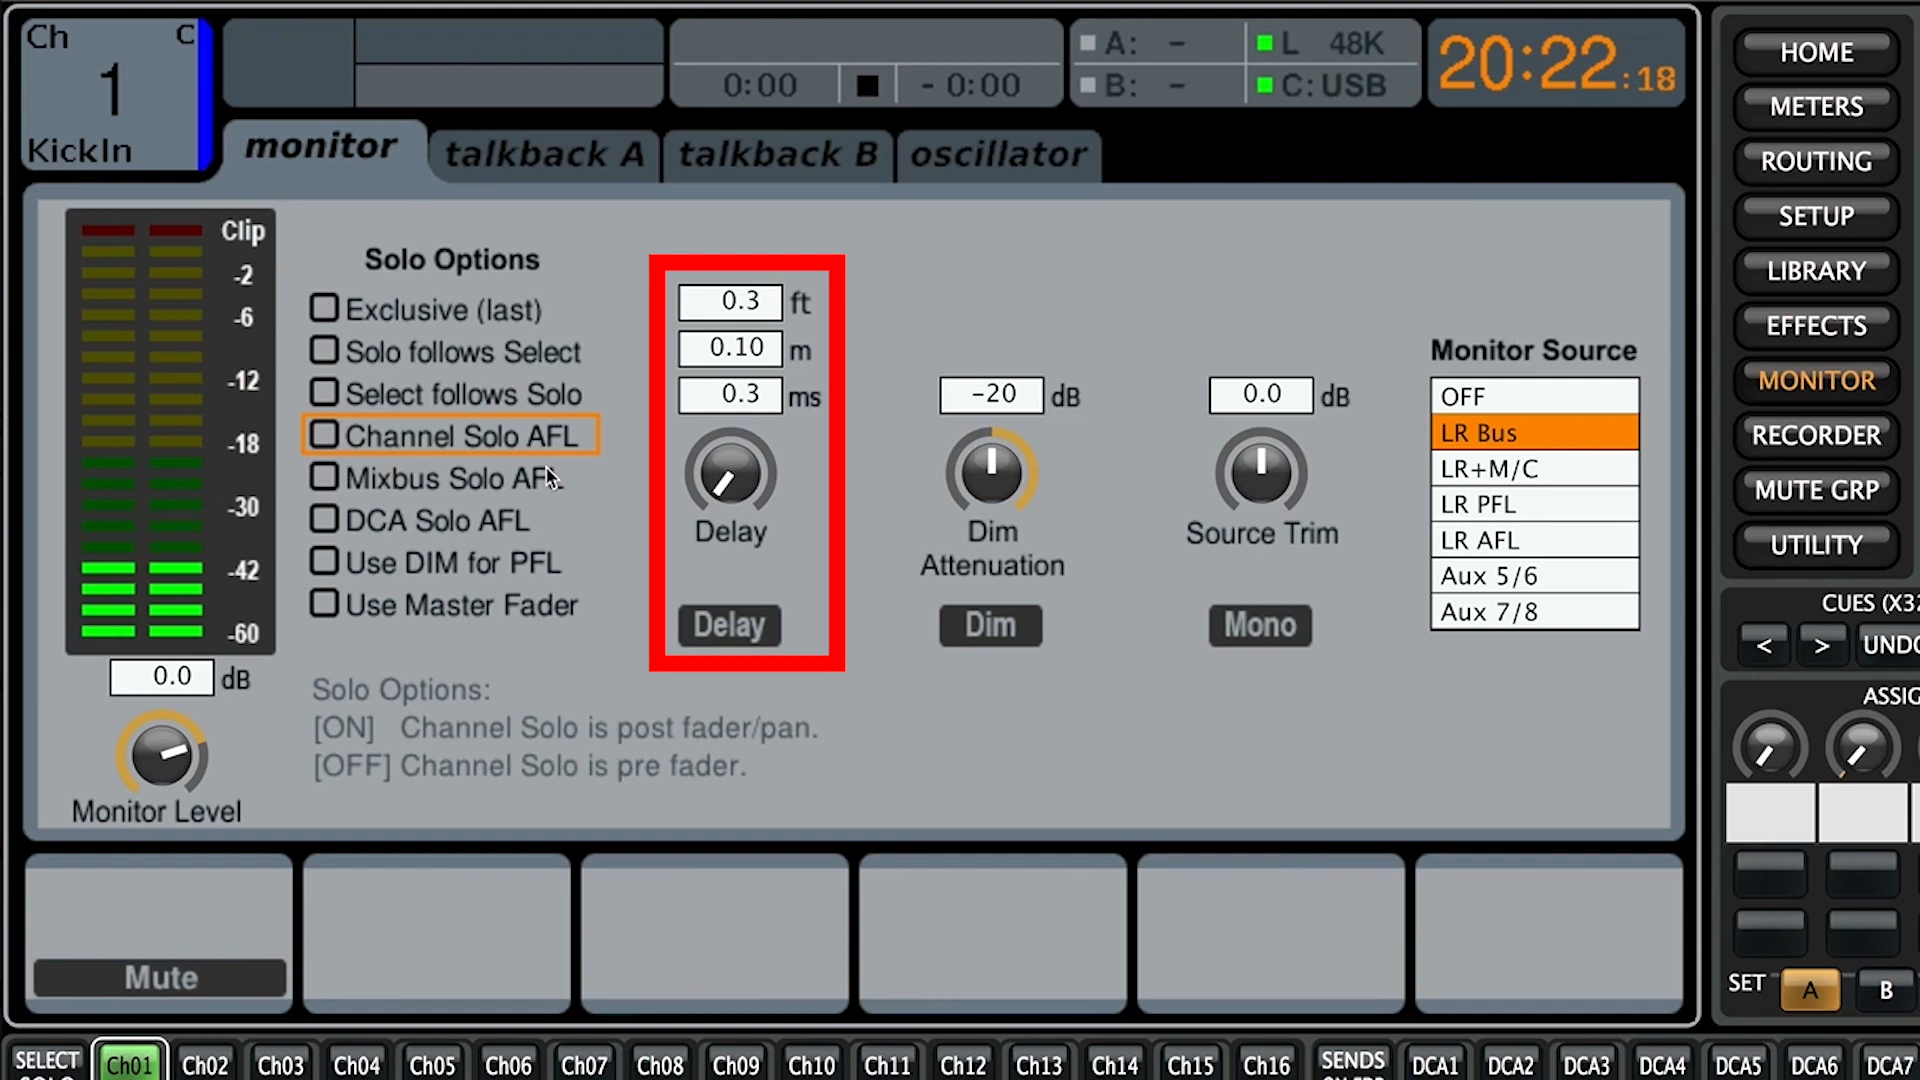 Ch C
1
KickIn
0:00 - 0:00
A: -
B: -
L 48K
C: USB
20:22:18
monitor
talkback A
talkback B
oscillator
Clip
-2
-6
-12
-18
-30
-42
-60
0.0 dB
Monitor Level
Solo Options
Exclusive (last)
Solo follows Select
Select follows Solo
Channel Solo AFL
Mixbus Solo AFL
DCA Solo AFL
Use DIM for PFL
Use Master Fader
Solo Options:
[ON] Channel Solo is post fader/pan.
[OFF] Channel Solo is pre fader.
0.3 ft
0.10 m
0.3 ms
Delay
Delay
-20 dB
Dim
Attenuation
Dim
0.0 dB
Source Trim
Mono
Monitor Source
OFF
LR Bus
LR+M/C
LR PFL
LR AFL
Aux 5/6
Aux 7/8
Mute
HOME
METERS
ROUTING
SETUP
LIBRARY
EFFECTS
MONITOR
RECORDER
MUTE GRP
UTILITY
CUES (X32
< > UNDO
ASSIG
SET A B
SELECT Ch01 Ch02 Ch03 Ch04 Ch05 Ch06 Ch07 Ch08 Ch09 Ch10 Ch11 Ch12 Ch13 Ch14 Ch15 Ch16 SENDS DCA1 DCA2 DCA3 DCA4 DCA5 DCA6 DCA7